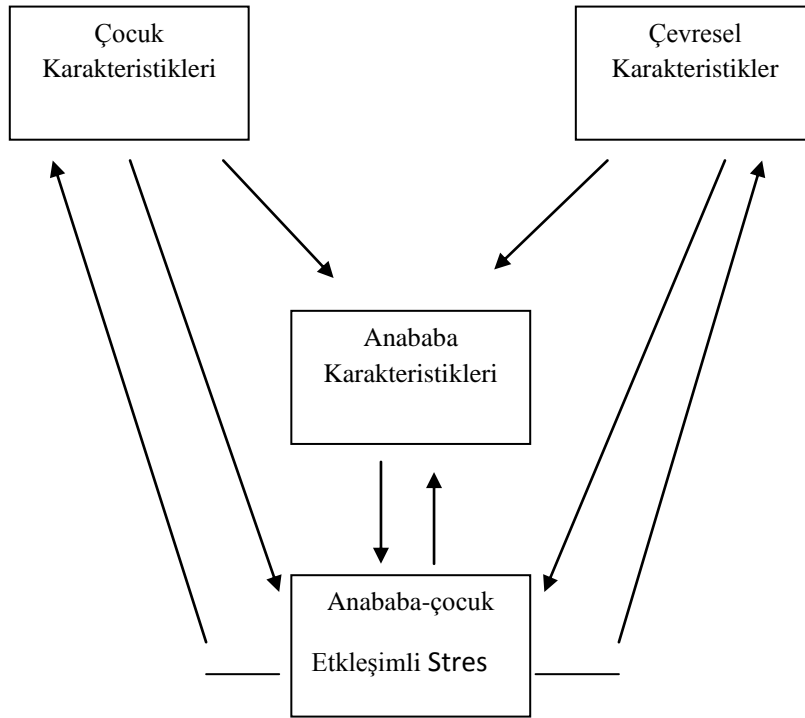 Çocuk
Karakteristikleri
Çevresel
Karakteristikler
Anababa
Karakteristikleri
Anababa-çocuk
Etkleşimli Stres